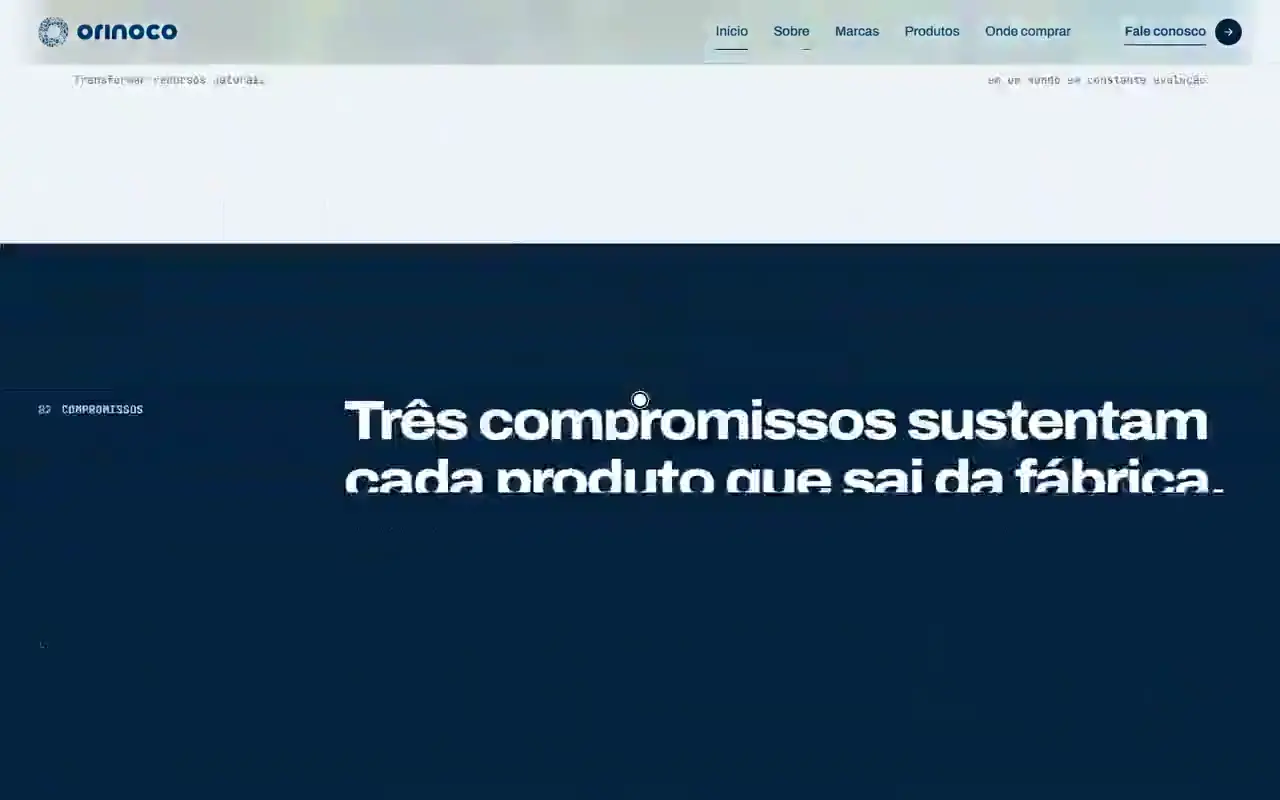 orinoco
Início Sobre Marcas Produtos Onde comprar Fale conosco
Transformar recursos naturais
em um mundo em constante evolução
02 COMPROMISSOS
Três compromissos sustentam
cada produto que sai da fábrica.